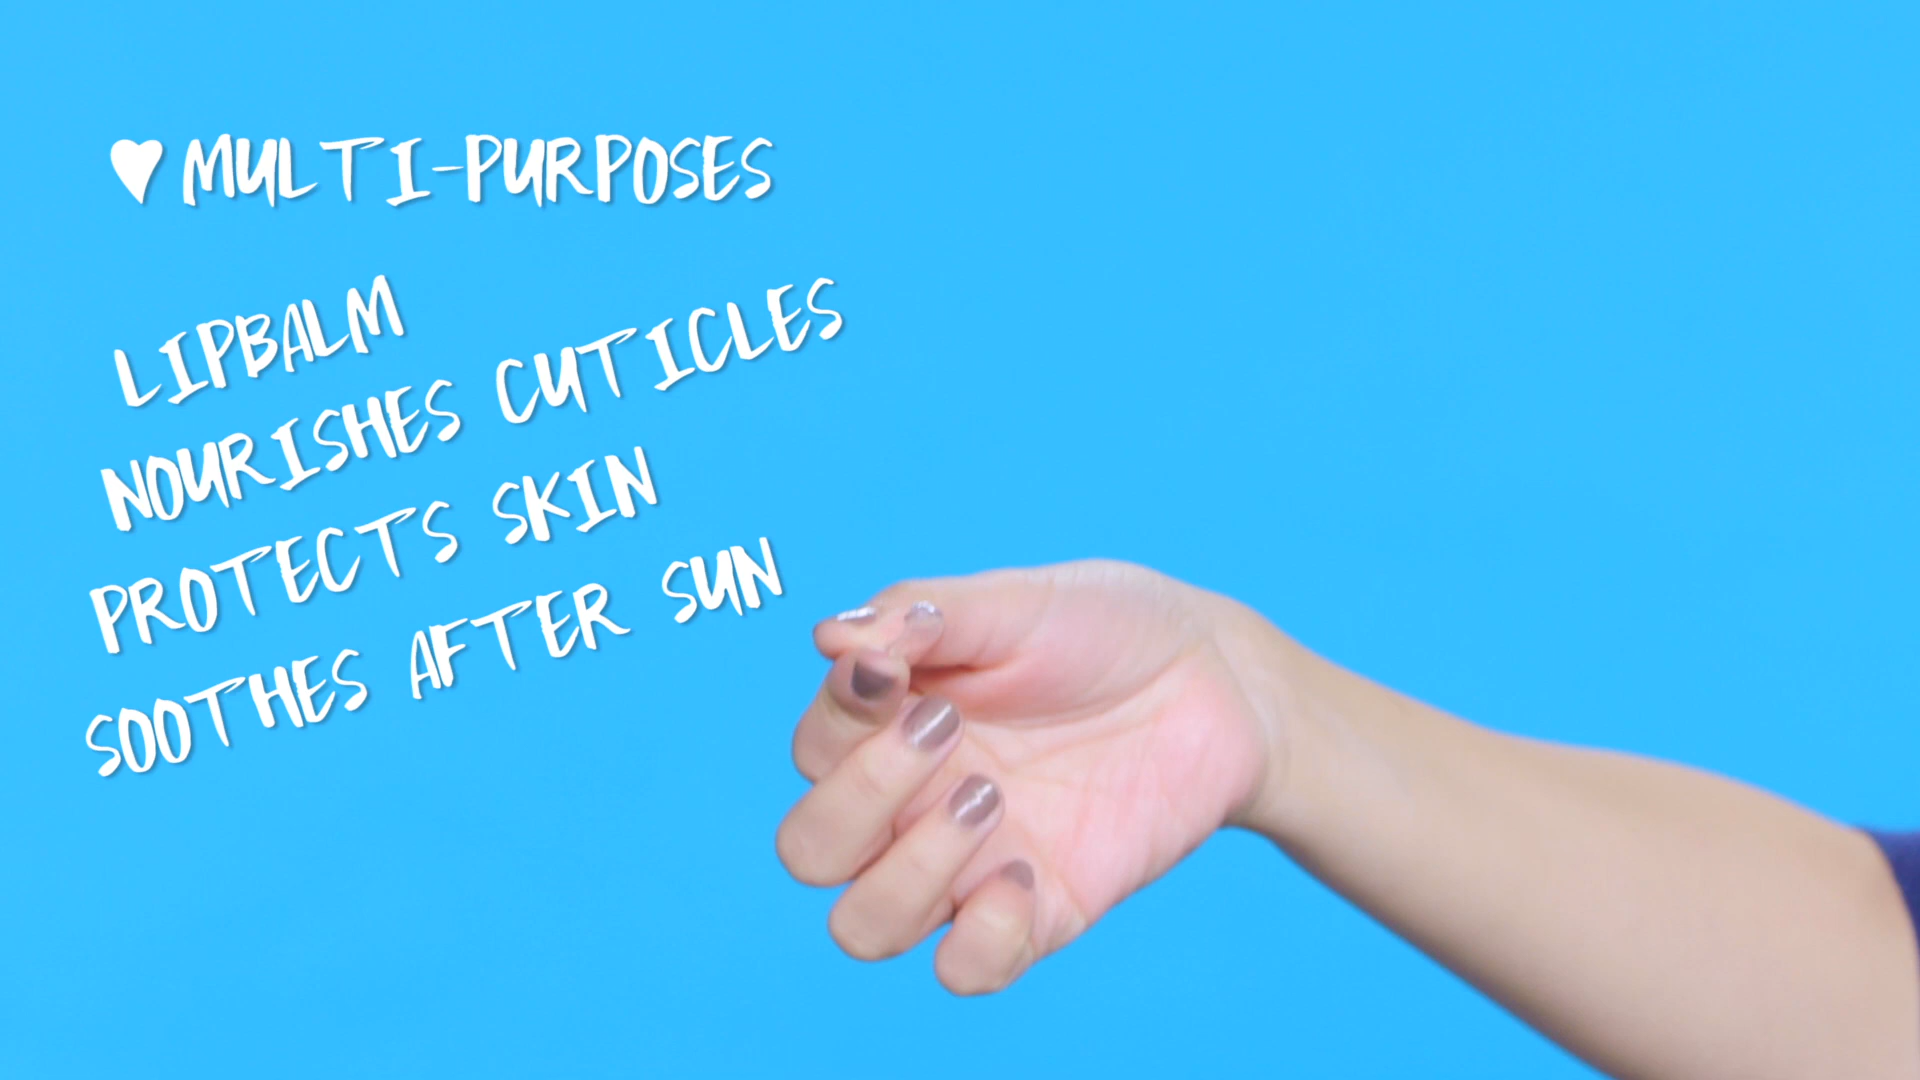 ♥ MULTI-PURPOSES
LIPBALM
NOURISHES CUTICLES
PROTECTS SKIN
SOOTHES AFTER SUN